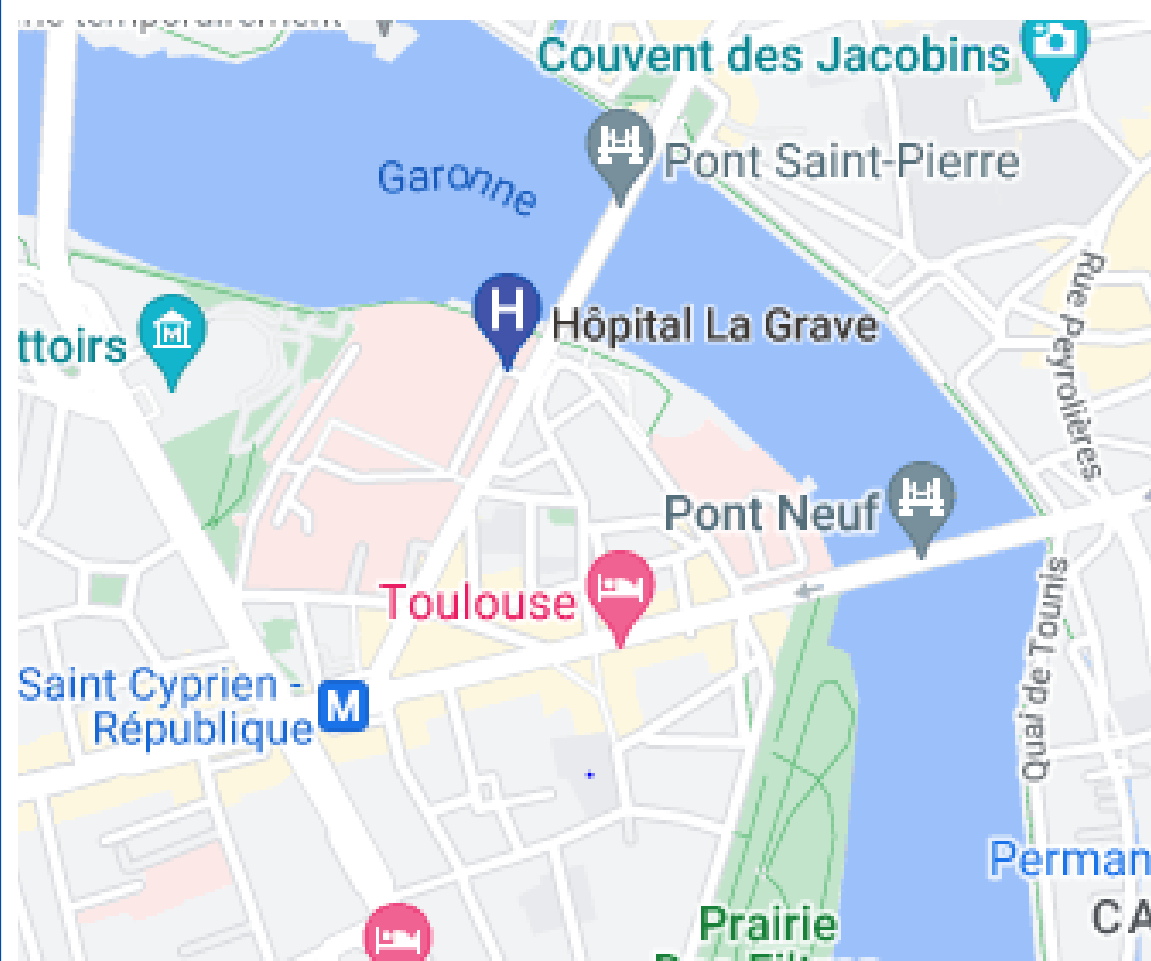 Couvent des Jacobins
Pont Saint-Pierre
Garonne
Hôpital La Grave
ttoirs
Rue Peyrolières
Pont Neuf
Toulouse
Saint Cyprien -
République
M
Quai de Tounis
Perman
CA
Prairie
H
M